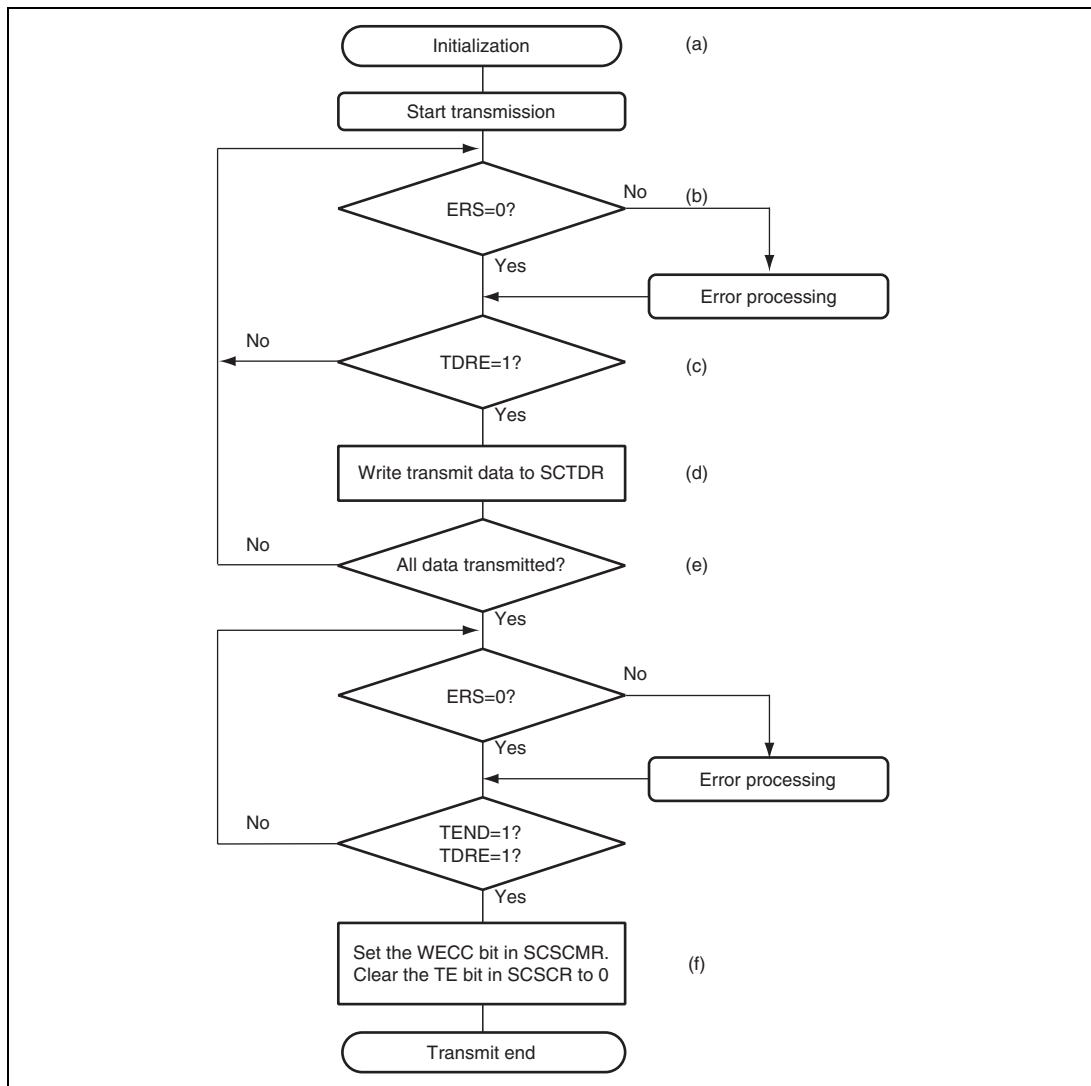 Initialization
(a)
Start transmission
ERS=0?
No
(b)
Yes
Error processing
No
TDRE=1?
(c)
Yes
Write transmit data to SCTDR
(d)
No
All data transmitted?
(e)
Yes
ERS=0?
No
Yes
Error processing
No
TEND=1?
TDRE=1?
Yes
Set the WECC bit in SCSCMR.
Clear the TE bit in SCSCR to 0
(f)
Transmit end